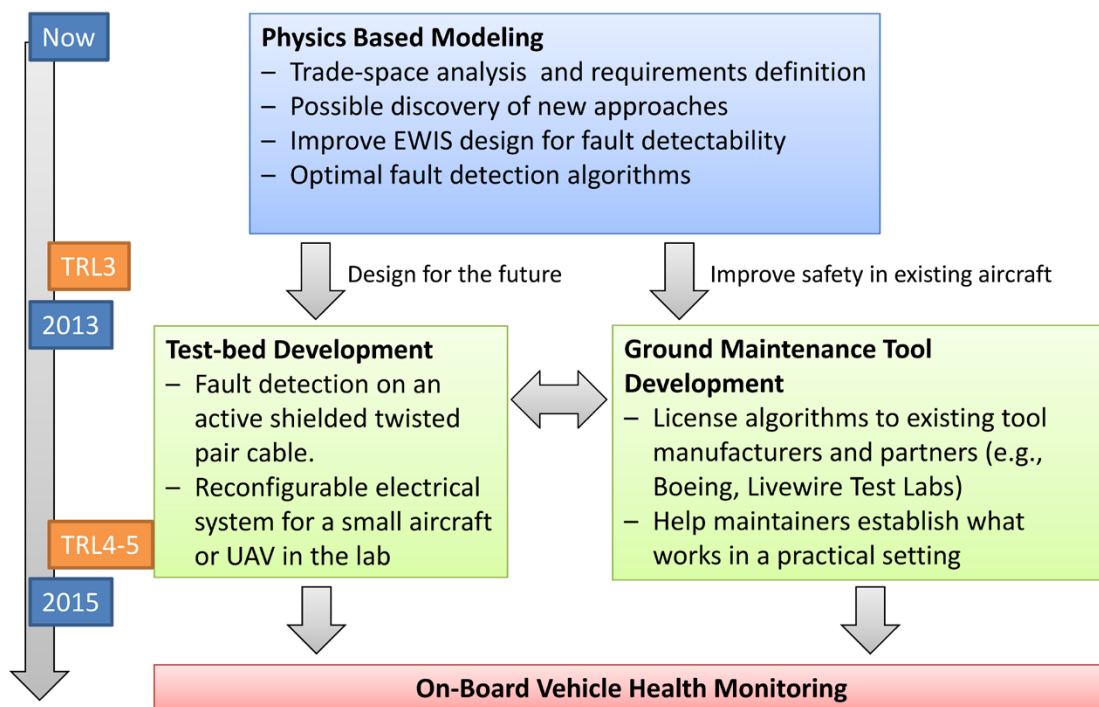 Now
Physics Based Modeling
– Trade-space analysis and requirements definition
– Possible discovery of new approaches
– Improve EWIS design for fault detectability
– Optimal fault detection algorithms
TRL3
Design for the future
Improve safety in existing aircraft
2013
Test-bed Development
– Fault detection on an
active shielded twisted
pair cable.
– Reconfigurable electrical
system for a small aircraft
or UAV in the lab
Ground Maintenance Tool
Development
– License algorithms to existing tool
manufacturers and partners (e.g.,
Boeing, Livewire Test Labs)
– Help maintainers establish what
works in a practical setting
TRL4-5
2015
On-Board Vehicle Health Monitoring